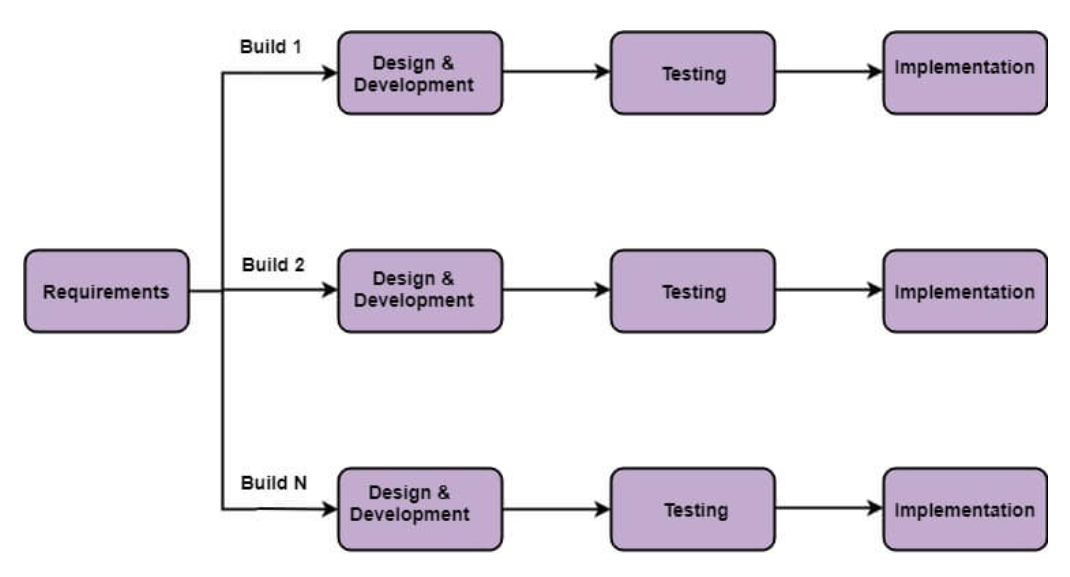 Build 1
Design &
Development
Testing
Implementation
Requirements
Build 2
Design &
Development
Testing
Implementation
Build N
Design &
Development
Testing
Implementation